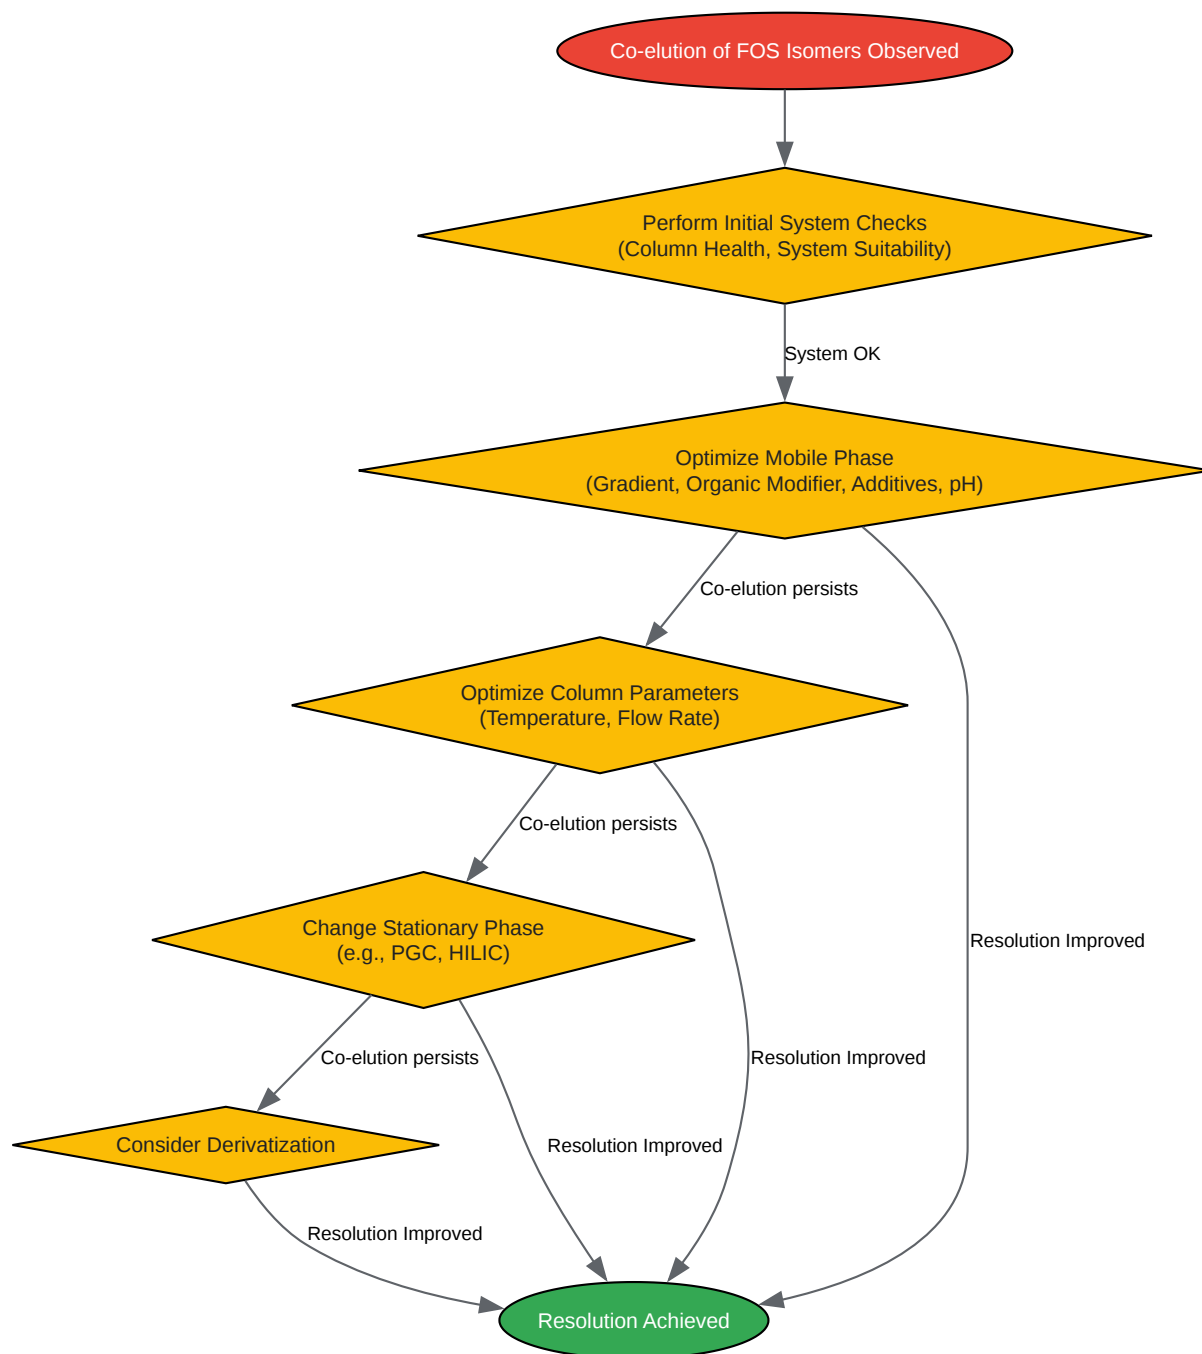 Co-elution of FOS Isomers Observed
Perform Initial System Checks
(Column Health, System Suitability)
System OK
Optimize Mobile Phase
(Gradient, Organic Modifier, Additives, pH)
Co-elution persists
Optimize Column Parameters
(Temperature, Flow Rate)
Co-elution persists
Change Stationary Phase
(e.g., PGC, HILIC)
Resolution Improved
Co-elution persists
Resolution Improved
Consider Derivatization
Resolution Improved
Resolution Improved
Resolution Achieved